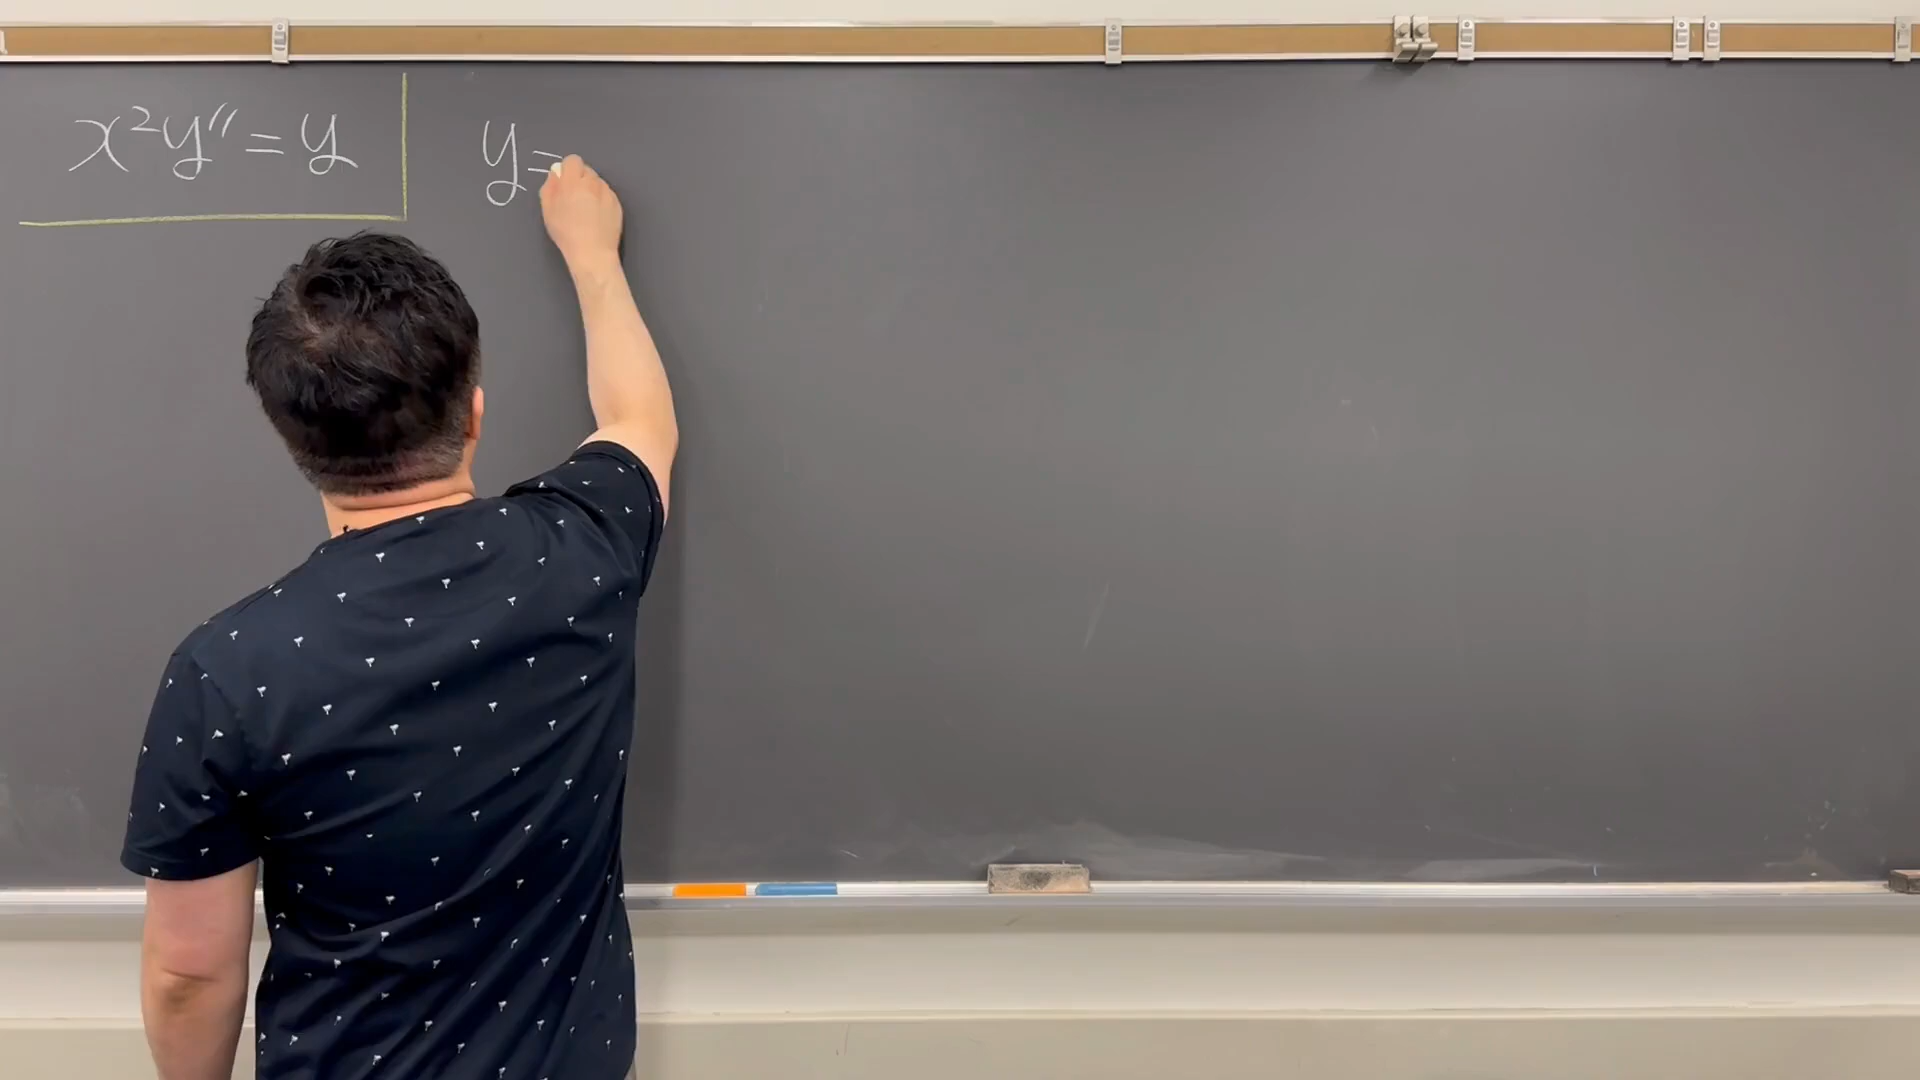 x²y″ = y
y =